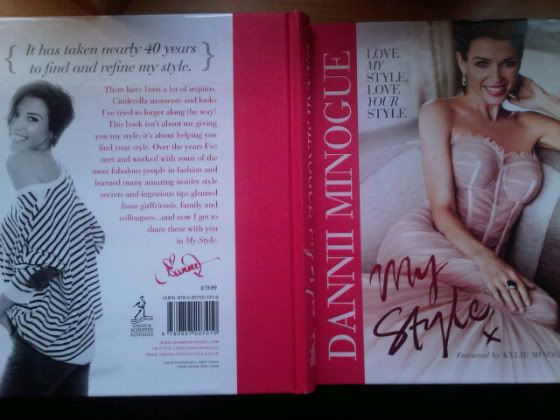 It has taken nearly 40 years
to find and refine my style.
There have been a lot of sequins,
Cinderella moments and looks
I've tried to forget along the way!
This book isn't about me giving
you my style; it's about helping you
find your style. Over the years I've
met and worked with some of the
most fabulous people in fashion and
learned many amazing insider style
secrets and ingenious tips gleaned
from girlfriends, family and
colleagues...and now I get to
share these with you
in My Style.
£19.99
SIMON &
SCHUSTER
DANNII MINOGUE
LOVE
MY
STYLE,
LOVE
YOUR
STYLE
My
Style
x
Foreword by KYLIE MINOGUE